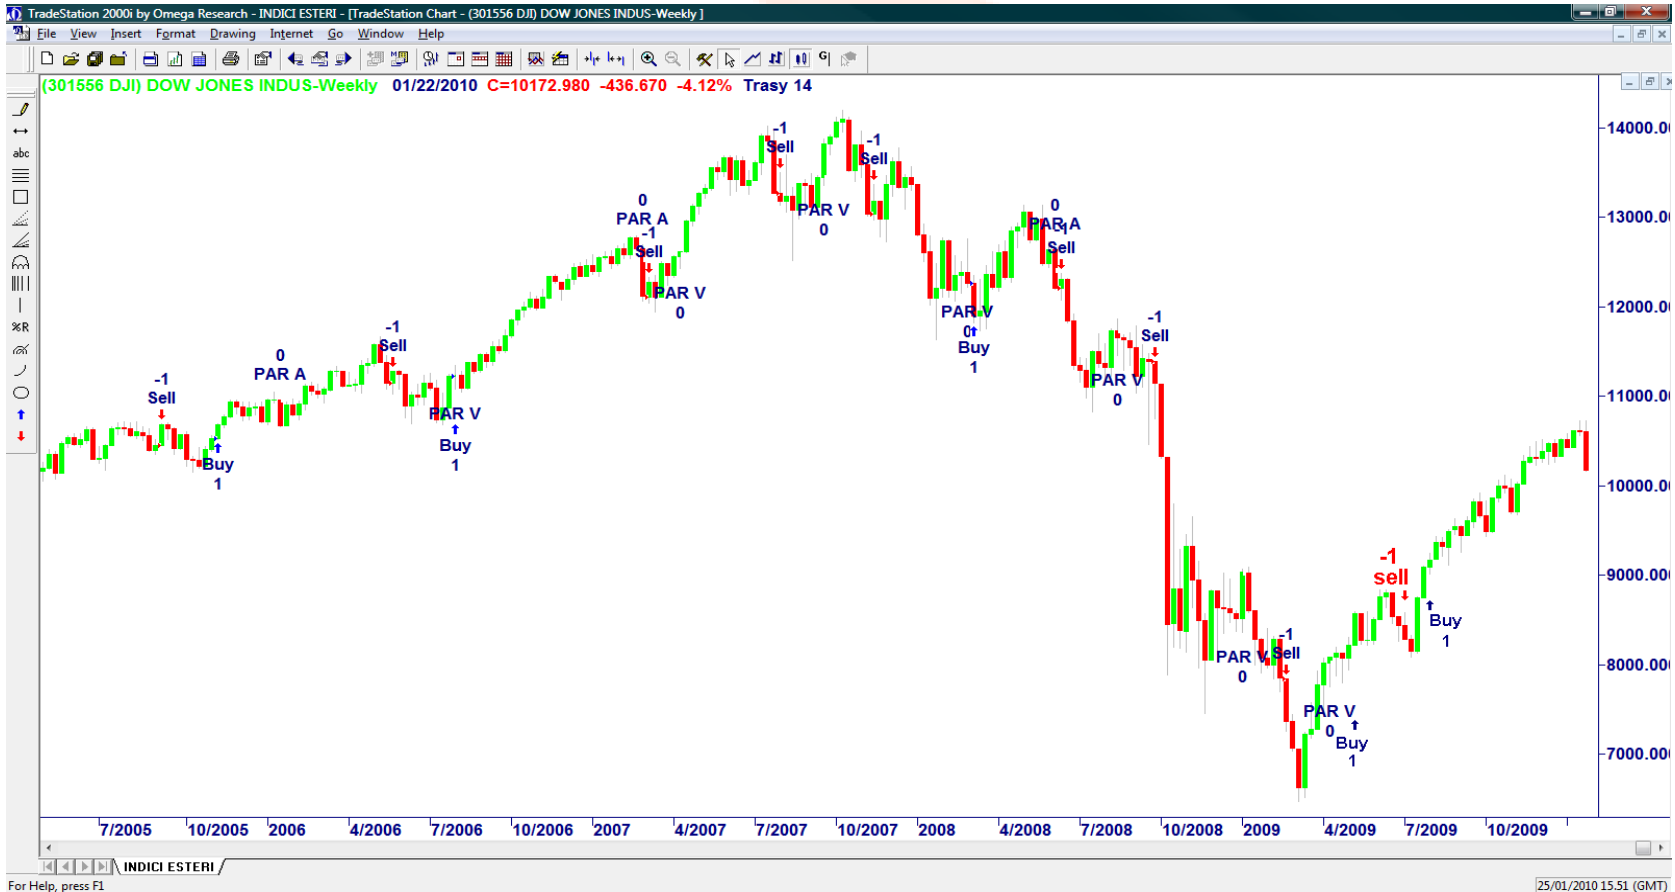 TradeStation 2000i by Omega Research - INDICI ESTERI - [TradeStation Chart - (301556 DJI) DOW JONES INDUS-Weekly ]
File View Insert Format Drawing Internet Go Window Help
(301556 DJI) DOW JONES INDUS-Weekly 01/22/2010 C=10172.980 -436.670 -4.12% Trasy 14
abc
%R
G
-1
Sell
Buy
1
0
PAR A
-1
Sell
PAR V
Buy
1
0
PAR A
-1
Sell
PAR V
0
-1
Sell
PAR V
0
-1
Sell
PAR V
0
Buy
1
0
PAR A
-1
Sell
PAR V
0
-1
Sell
PAR V
0
-1
Sell
PAR V
0
Buy
1
-1
sell
Buy
1
14000.00
13000.00
12000.00
11000.00
10000.00
9000.00
8000.00
7000.00
7/2005 10/2005 2006 4/2006 7/2006 10/2006 2007 4/2007 7/2007 10/2007 2008 4/2008 7/2008 10/2008 2009 4/2009 7/2009 10/2009
INDICI ESTERI
For Help, press F1
25/01/2010 15.51 (GMT)